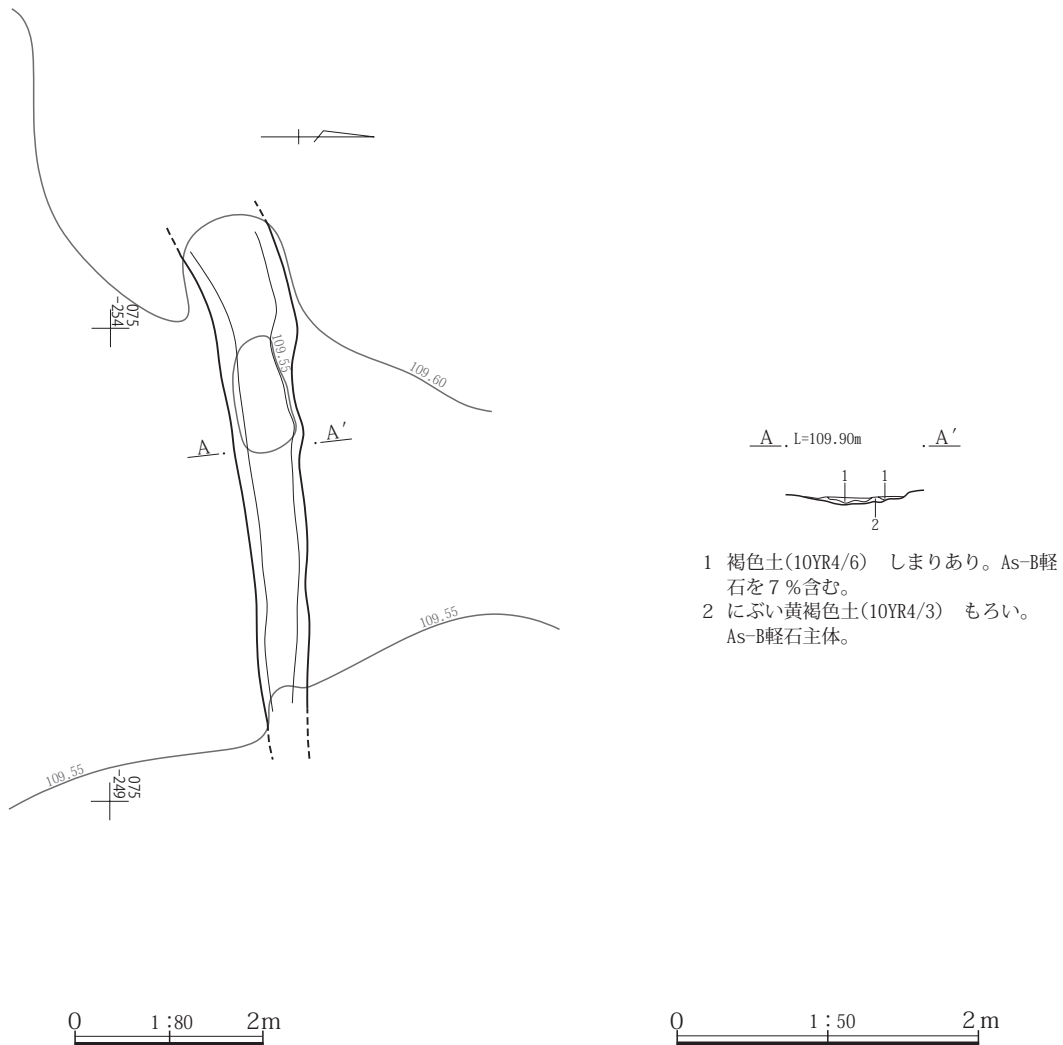 075
-254
109.55
109.60
A
A′
A L=109.90m A′
1 1
2
1 褐色土(10YR4/6) しまりあり。As-B軽
石を7%含む。
2 にぶい黄褐色土(10YR4/3) もろい。
As-B軽石主体。
109.55
109.55
075
-249
0 1:80 2m
0 1:50 2m